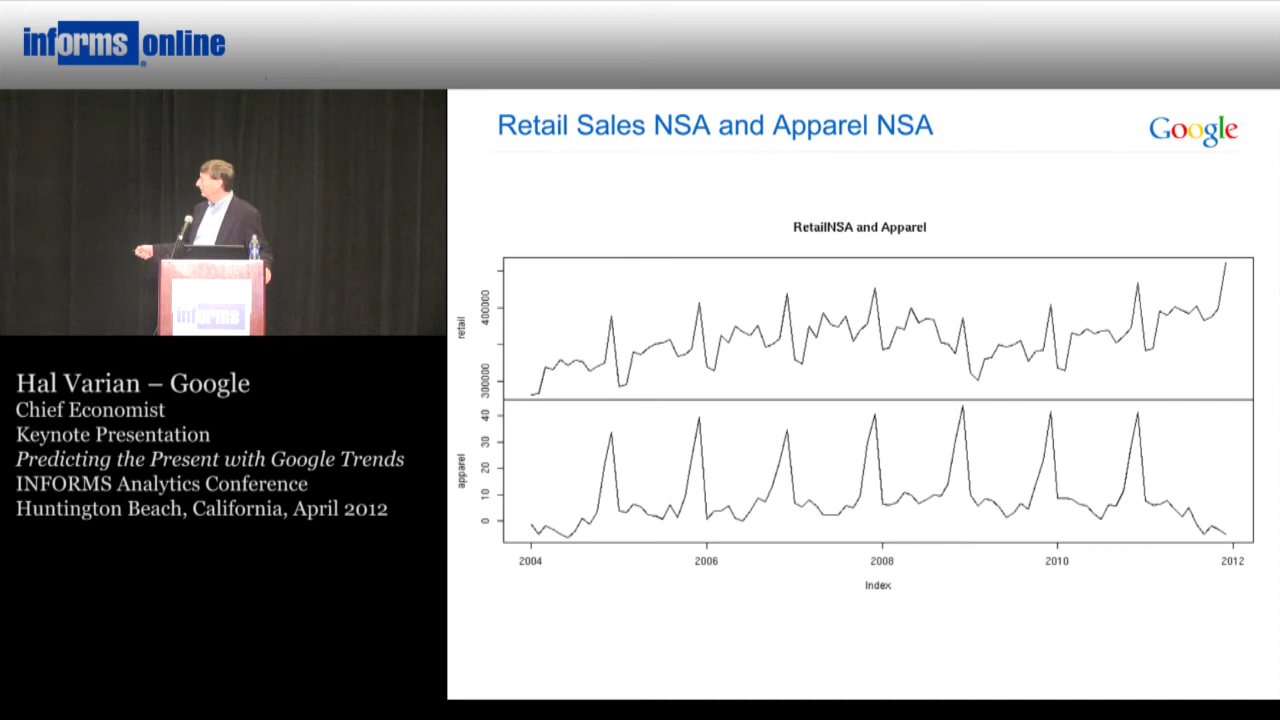 informs online
®
Retail Sales NSA and Apparel NSA
Google
RetailNSA and Apparel
retail
300000 400000
apparel
0 10 20 30 40
2004 2006 2008 2010 2012
Index
informs
Hal Varian – Google
Chief Economist
Keynote Presentation
Predicting the Present with Google Trends
INFORMS Analytics Conference
Huntington Beach, California, April 2012